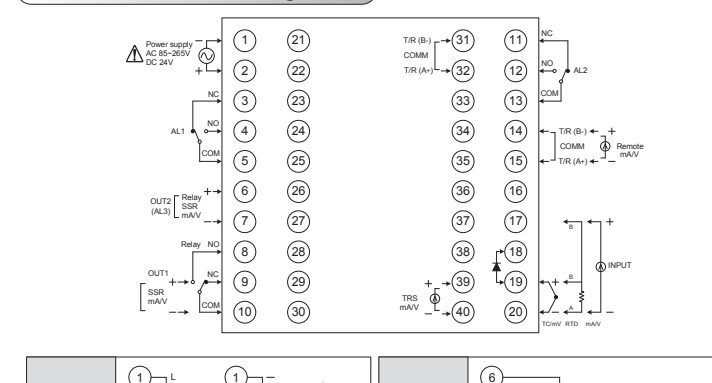 Power supply
AC 85~265V
DC 24V
−
+
1
2
3
4
5
6
7
8
9
10
21
22
23
24
25
26
27
28
29
30
NC
AL1
NO
COM
OUT2
(AL3)
Relay
SSR
mA/V
+
−
Relay NO
OUT1
+
NC
SSR
mA/V
−
COM
T/R (B-)
COMM
T/R (A+)
31
32
33
34
35
36
37
38
39
40
TRS
mA/V
+
−
11
12
13
14
15
16
17
18
19
20
NC
NO
AL2
COM
T/R (B-)
+
COMM
Remote
mA/V
T/R (A+)
−
B
+
INPUT
B
+
A
−
−
TC/mV RTD mA/V
1
L
1
−
6